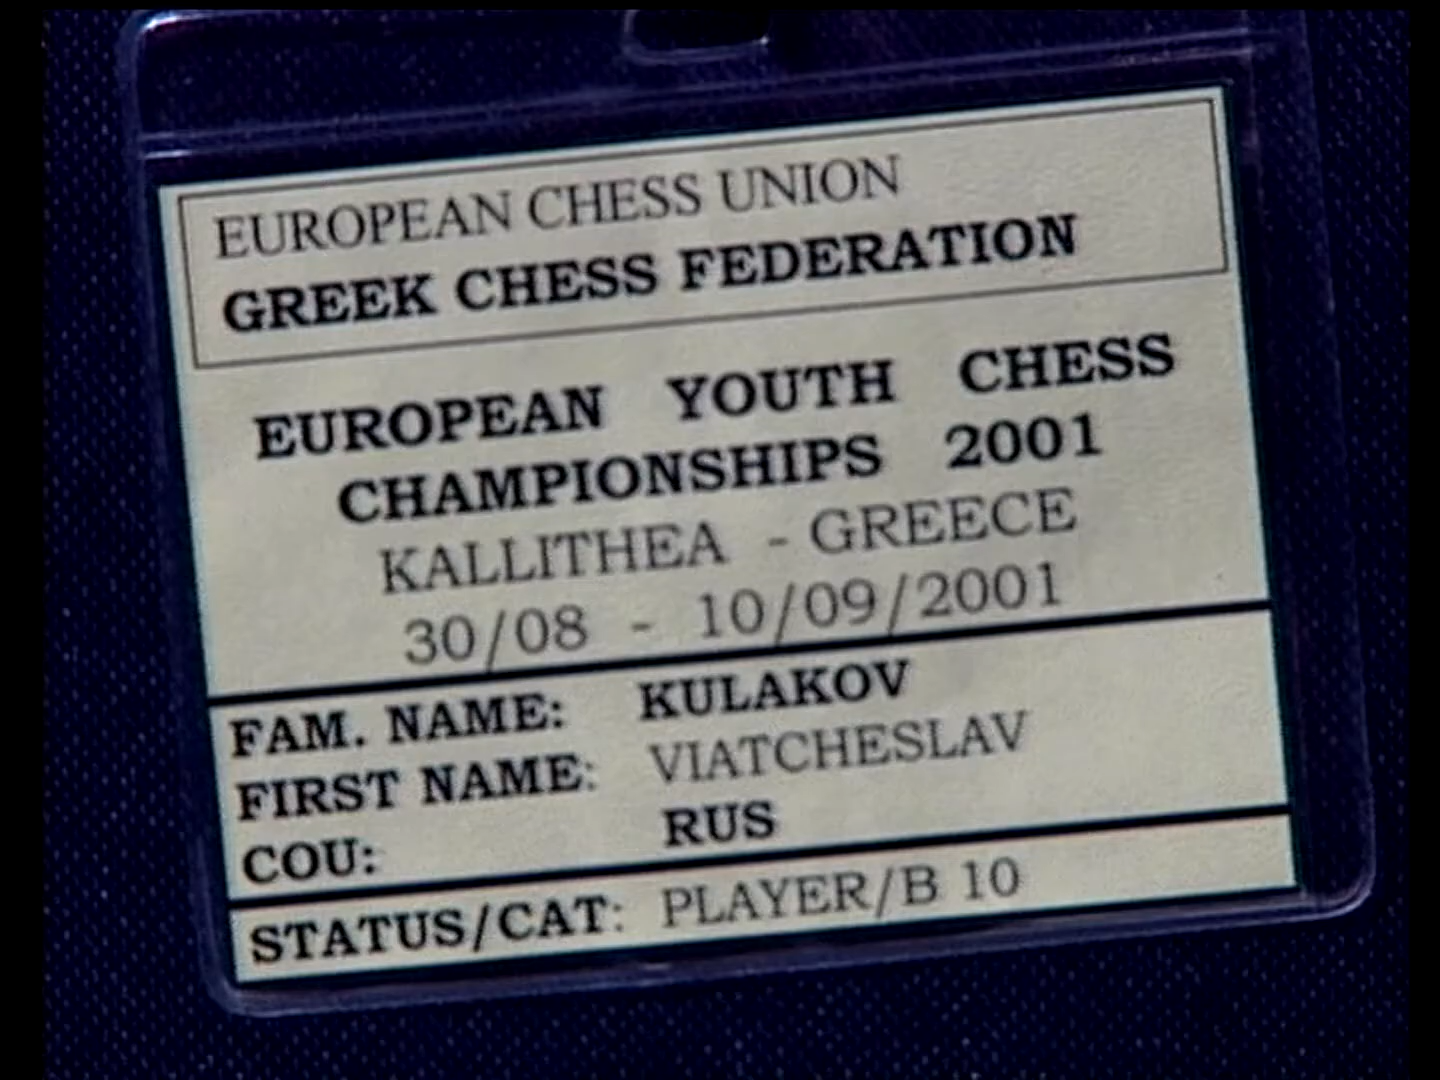 EUROPEAN CHESS UNION
GREEK CHESS FEDERATION
EUROPEAN YOUTH CHESS
CHAMPIONSHIPS 2001
KALLITHEA - GREECE
30/08 - 10/09/2001
FAM. NAME: KULAKOV
FIRST NAME: VIATCHESLAV
COU: RUS
STATUS/CAT: PLAYER/B 10